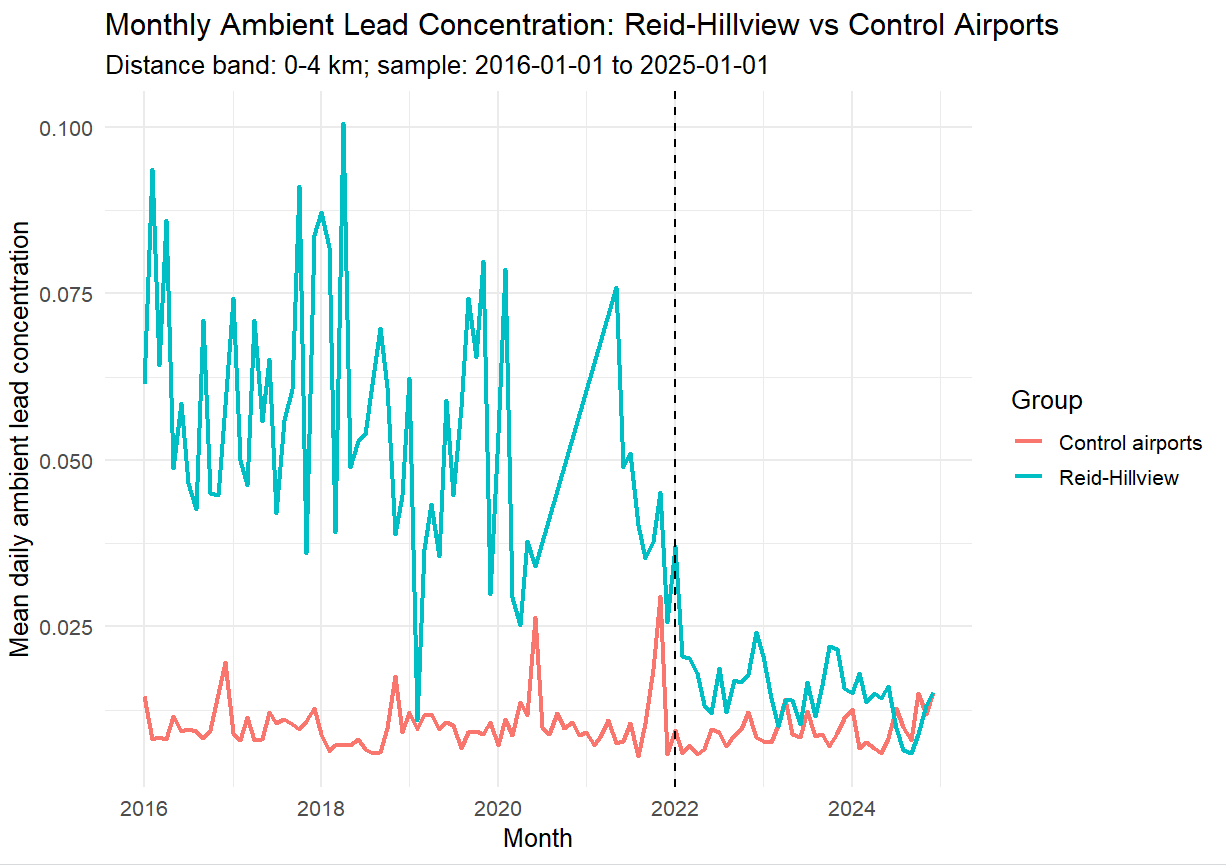 Monthly Ambient Lead Concentration: Reid-Hillview vs Control Airports
Distance band: 0-4 km; sample: 2016-01-01 to 2025-01-01
Mean daily ambient lead concentration
0.100
0.075
0.050
0.025
2016
2018
2020
2022
2024
Month
Group
Control airports
Reid-Hillview